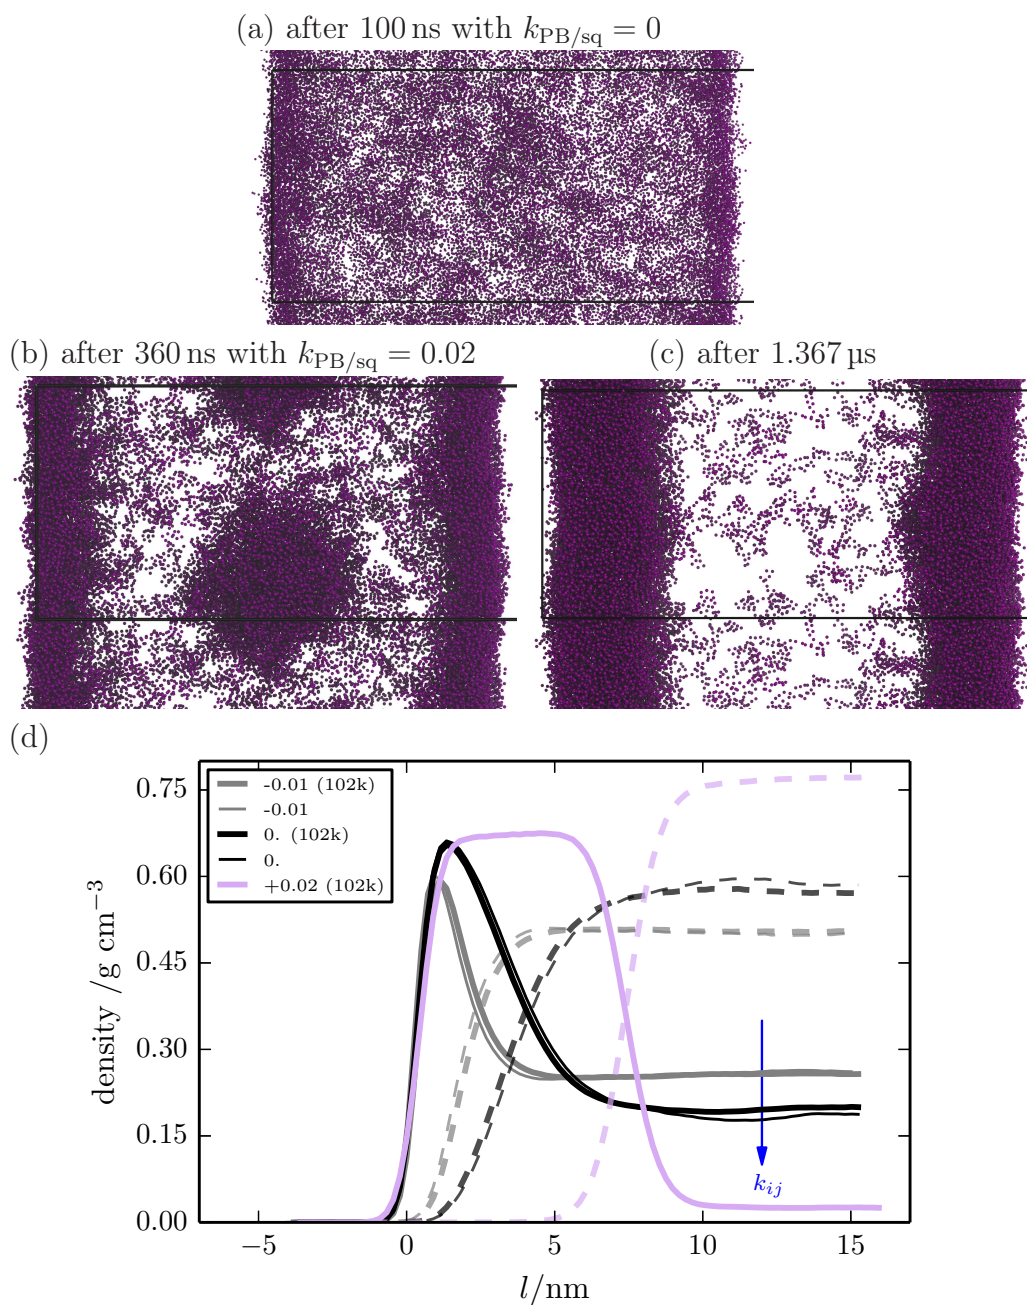 (a) after 100 ns with k_PB/sq = 0
(b) after 360 ns with k_PB/sq = 0.02
(c) after 1.367 µs
(d)
0.75
0.60
0.45
0.30
0.15
0.00
density /g cm⁻³
-0.01 (102k)
-0.01
0. (102k)
0.
+0.02 (102k)
k_ij
−5
0
5
10
15
l/nm